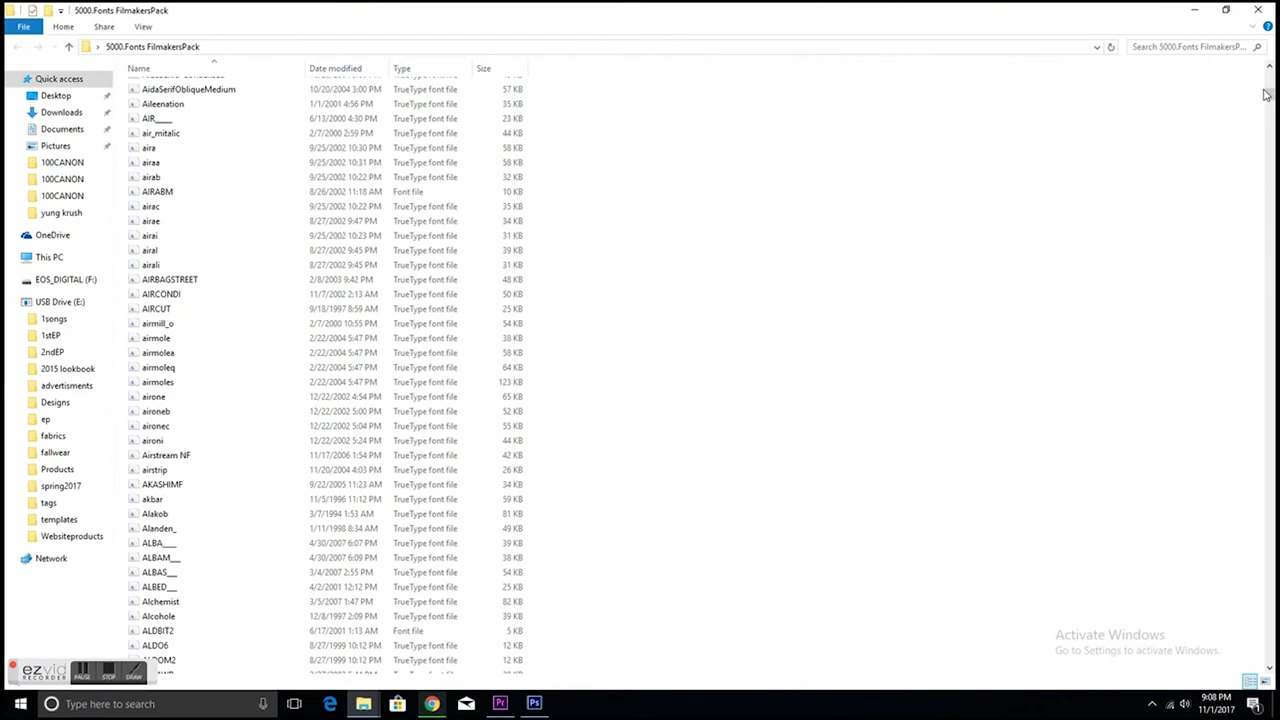 5000.Fonts FilmakersPack
File Home Share View
5000.Fonts FilmakersPack
Search 5000.Fonts FilmakersP...
Name Date modified Type Size
AidaSerifObliqueMedium 10/20/2004 3:00 PM TrueType font file 57 KB
Aileenation 1/1/2001 4:56 PM TrueType font file 35 KB
AIR____ 6/13/2000 4:30 PM TrueType font file 23 KB
air_mitalic 2/7/2000 2:59 PM TrueType font file 44 KB
aira 9/25/2002 10:30 PM TrueType font file 58 KB
airaa 9/25/2002 10:31 PM TrueType font file 58 KB
airab 9/25/2002 10:22 PM TrueType font file 32 KB
AIRABM 8/26/2002 11:18 AM Font file 10 KB
airac 9/25/2002 10:22 PM TrueType font file 35 KB
airae 8/27/2002 9:47 PM TrueType font file 34 KB
airai 9/25/2002 10:23 PM TrueType font file 31 KB
airal 8/27/2002 9:45 PM TrueType font file 39 KB
airali 8/27/2002 9:45 PM TrueType font file 31 KB
AIRBAGSTREET 2/8/2003 9:42 PM TrueType font file 48 KB
AIRCONDI 11/7/2002 2:13 AM TrueType font file 50 KB
AIRCUT 9/18/1997 8:59 AM TrueType font file 25 KB
airmill_o 2/7/2000 10:55 PM TrueType font file 54 KB
airmole 2/22/2004 5:47 PM TrueType font file 38 KB
airmolea 2/22/2004 5:47 PM TrueType font file 58 KB
airmoleq 2/22/2004 5:47 PM TrueType font file 64 KB
airmoles 2/22/2004 5:47 PM TrueType font file 123 KB
airone 12/22/2002 4:54 PM TrueType font file 65 KB
aironeb 12/22/2002 5:00 PM TrueType font file 52 KB
aironec 12/22/2002 5:04 PM TrueType font file 55 KB
aironi 12/22/2002 5:24 PM TrueType font file 44 KB
Airstream NF 11/17/2006 1:54 PM TrueType font file 42 KB
airstrip 11/20/2004 4:03 PM TrueType font file 26 KB
AKASHIMF 9/22/2005 11:23 AM TrueType font file 34 KB
akbar 11/5/1996 11:12 PM TrueType font file 59 KB
Alakob 3/7/1994 1:53 AM TrueType font file 81 KB
Alanden_ 1/11/1998 8:34 AM TrueType font file 49 KB
ALBA____ 4/30/2007 6:07 PM TrueType font file 39 KB
ALBAM___ 4/30/2007 6:09 PM TrueType font file 38 KB
ALBAS___ 3/4/2007 2:55 PM TrueType font file 54 KB
ALBED___ 4/2/2001 12:12 PM TrueType font file 25 KB
Alchemist 3/5/2007 1:47 PM TrueType font file 82 KB
Alcohole 12/8/1997 2:09 PM TrueType font file 39 KB
ALDBIT2 6/17/2001 1:13 AM Font file 5 KB
ALDO6 8/27/1999 10:12 PM TrueType font file 12 KB
ALDOM2 8/27/1999 10:12 PM TrueType font file 12 KB
Quick access
Desktop
Downloads
Documents
Pictures
100CANON
100CANON
100CANON
yung krush
OneDrive
This PC
EOS_DIGITAL (F:)
USB Drive (E:)
1songs
1stEP
2ndEP
2015 lookbook
advertisments
Designs
ep
fabrics
fallwear
Products
spring2017
tags
templates
Websiteproducts
Network
Activate Windows
Go to Settings to activate Windows.
ezvid
RECORDER
PAUSE STOP DRAW
Type here to search
Pr Ps
9:08 PM
11/1/2017